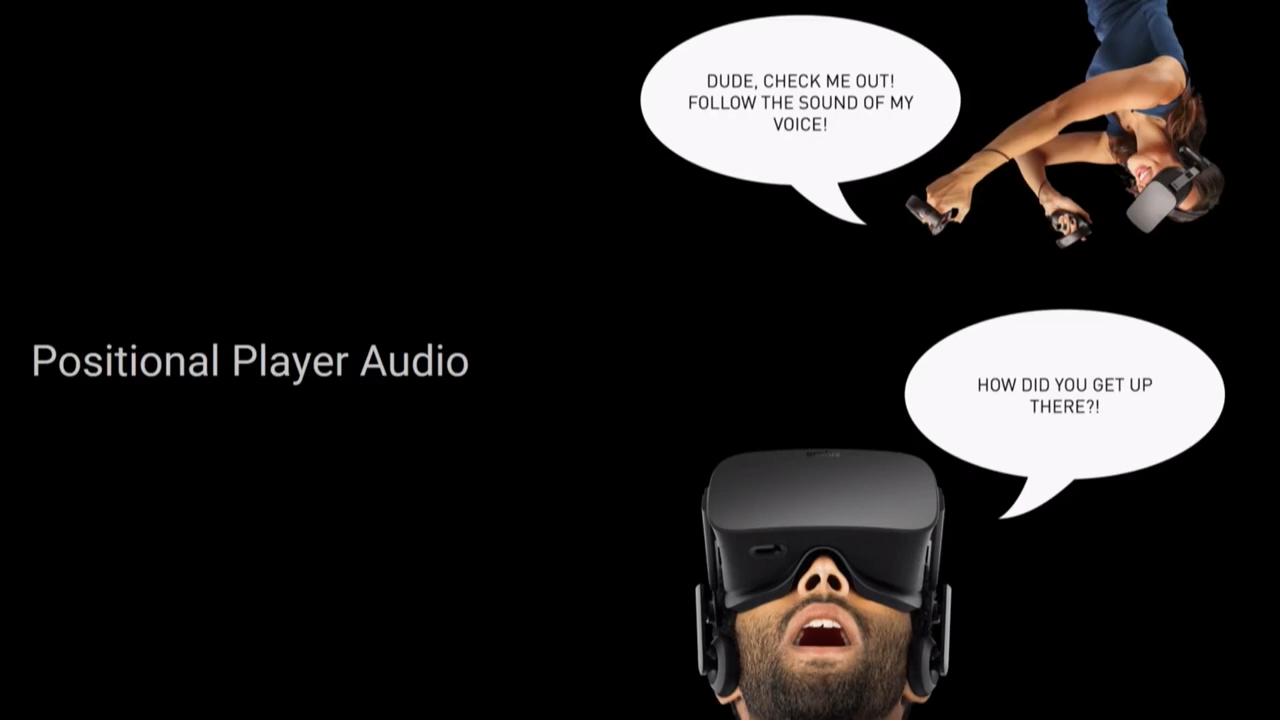 DUDE, CHECK ME OUT!
FOLLOW THE SOUND OF MY
VOICE!
Positional Player Audio
HOW DID YOU GET UP
THERE?!